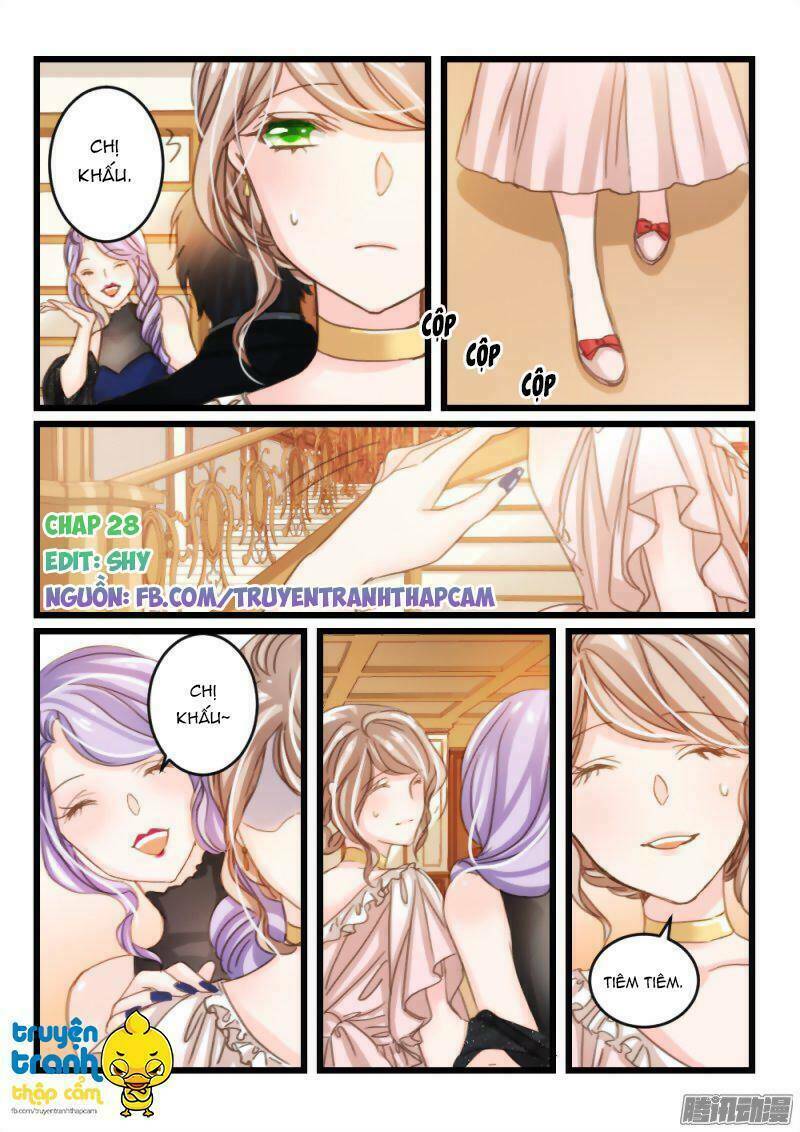 CHỊ
KHẤU.
CỘP
CỘP
CỘP
CHAP 28
EDIT: SHY
NGUỒN: FB.COM/TRUYENTRANHTHAPCAM
CHỊ
KHẤU~
TIÊM TIÊM.
truyện
tranh
thập cẩm
fb.com/truyentranhthapcam
腾讯动漫